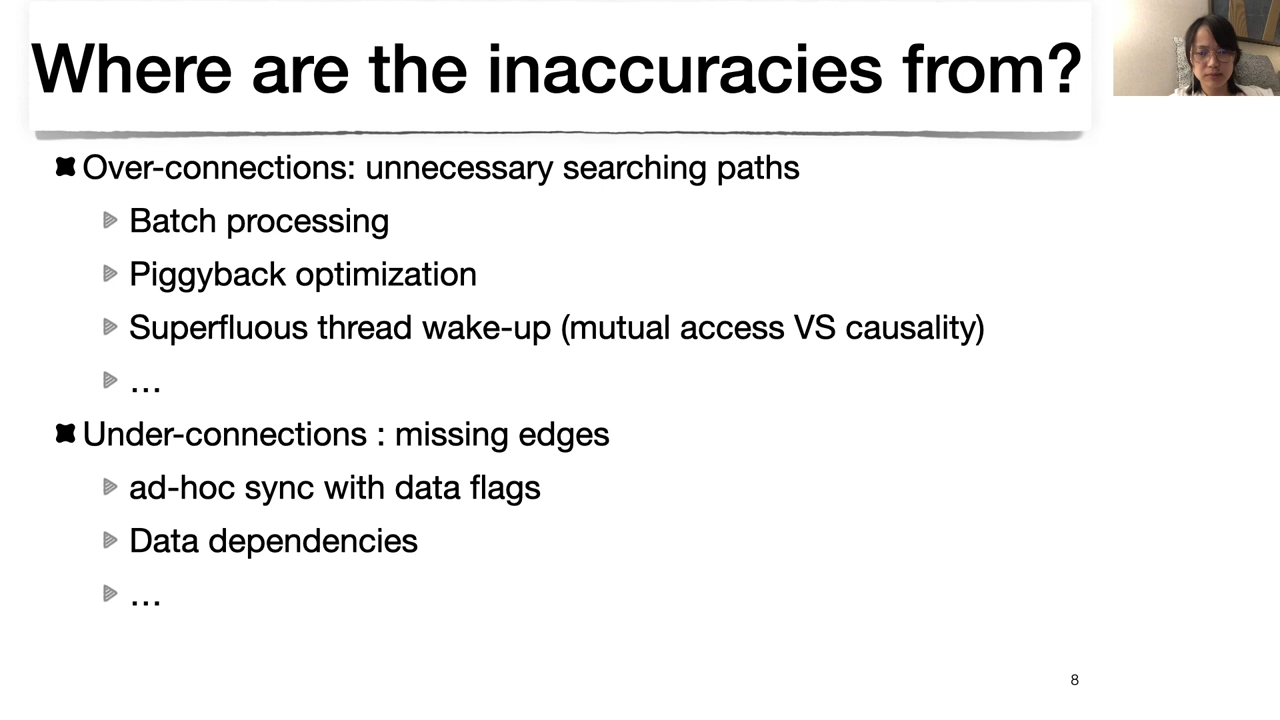 Where are the inaccuracies from?
Over-connections: unnecessary searching paths
Batch processing
Piggyback optimization
Superfluous thread wake-up (mutual access VS causality)
…
Under-connections : missing edges
ad-hoc sync with data flags
Data dependencies
…
8